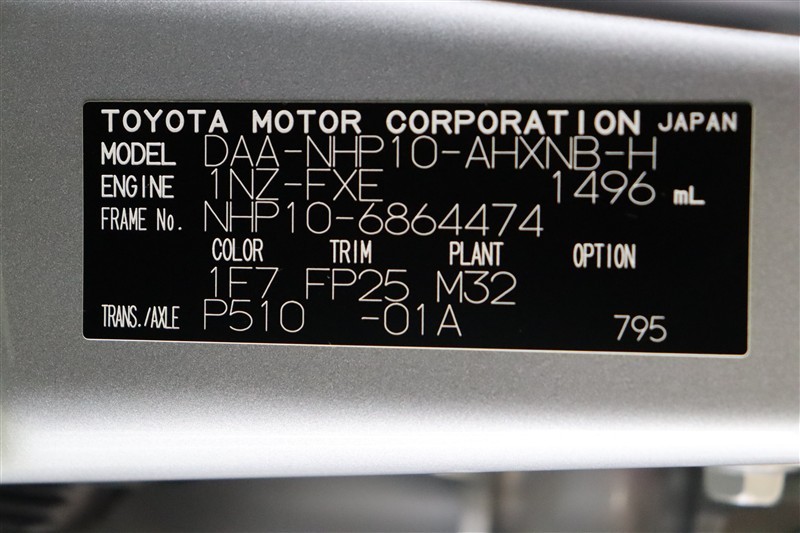 TOYOTA MOTOR CORPORATION JAPAN
MODEL DAA-NHP10-AHXNB-H
ENGINE 1NZ-FXE 1496 mL
FRAME No. NHP10-6864474
COLOR TRIM PLANT OPTION
1E7 FP25 M32
TRANS./AXLE P510 -01A 795